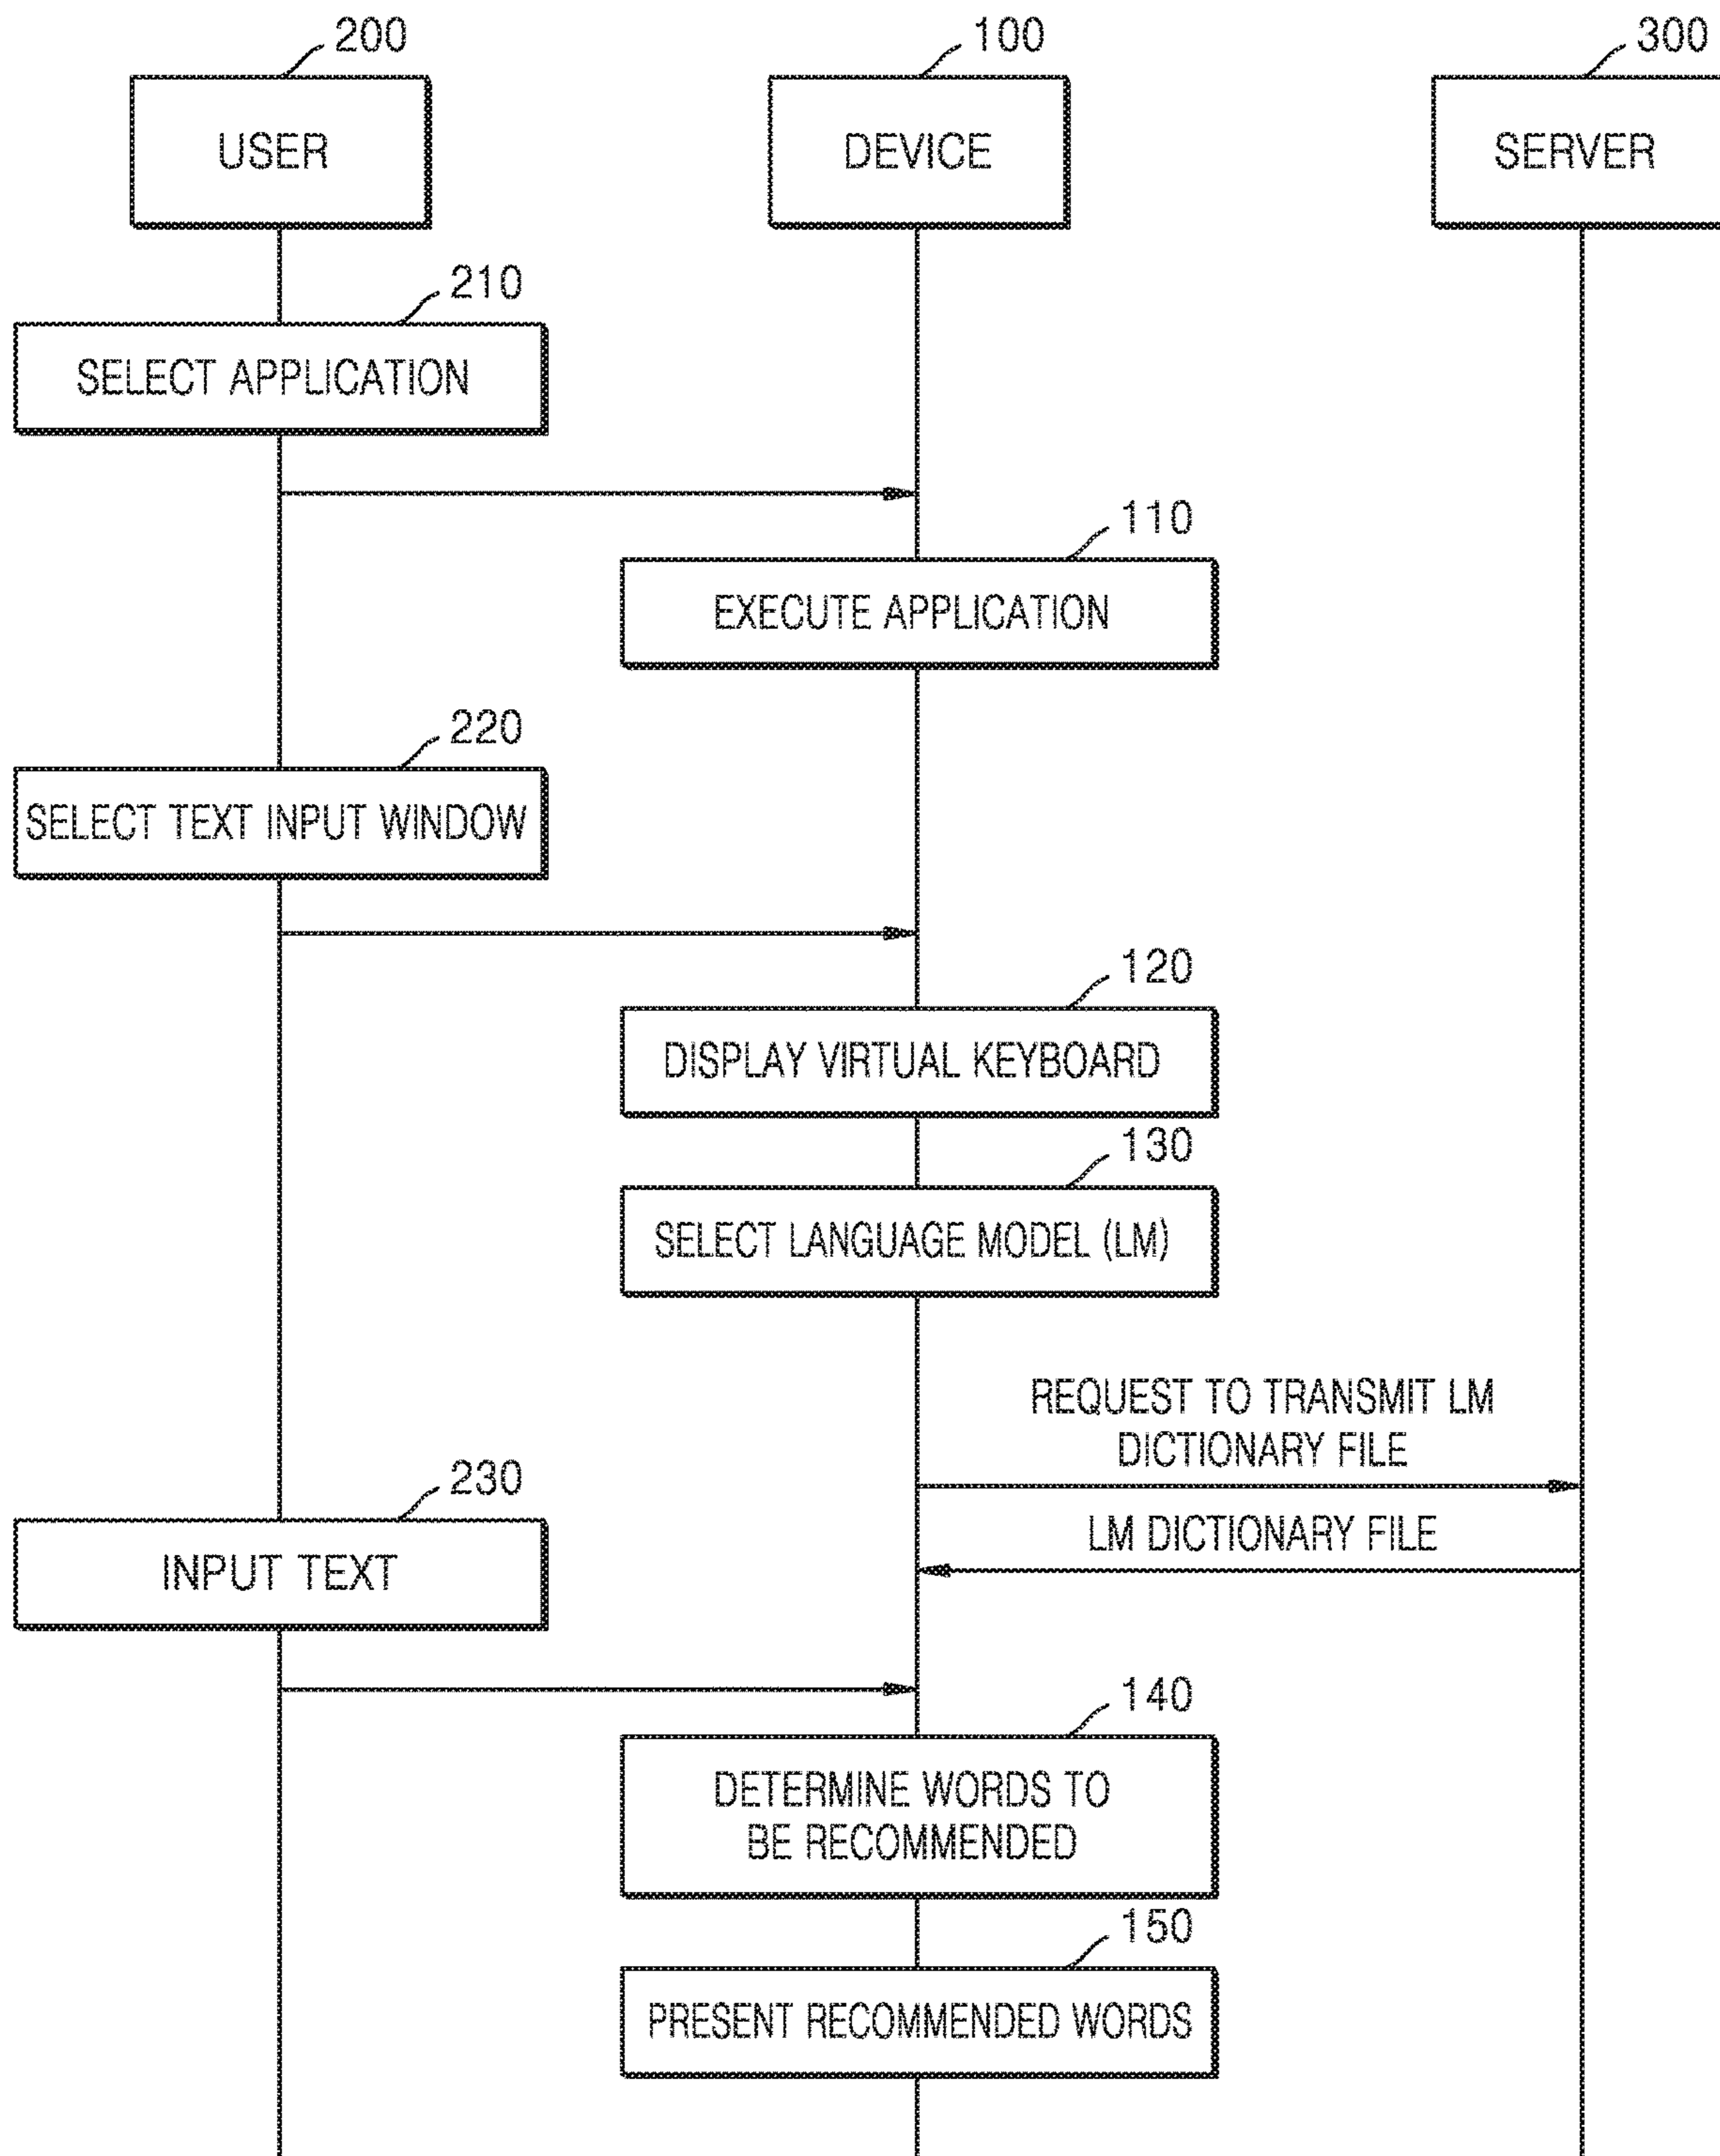 200
100
300
USER
DEVICE
SERVER
210
SELECT APPLICATION
110
EXECUTE APPLICATION
220
SELECT TEXT INPUT WINDOW
120
DISPLAY VIRTUAL KEYBOARD
130
SELECT LANGUAGE MODEL (LM)
REQUEST TO TRANSMIT LM
DICTIONARY FILE
230
LM DICTIONARY FILE
INPUT TEXT
140
DETERMINE WORDS TO
BE RECOMMENDED
150
PRESENT RECOMMENDED WORDS